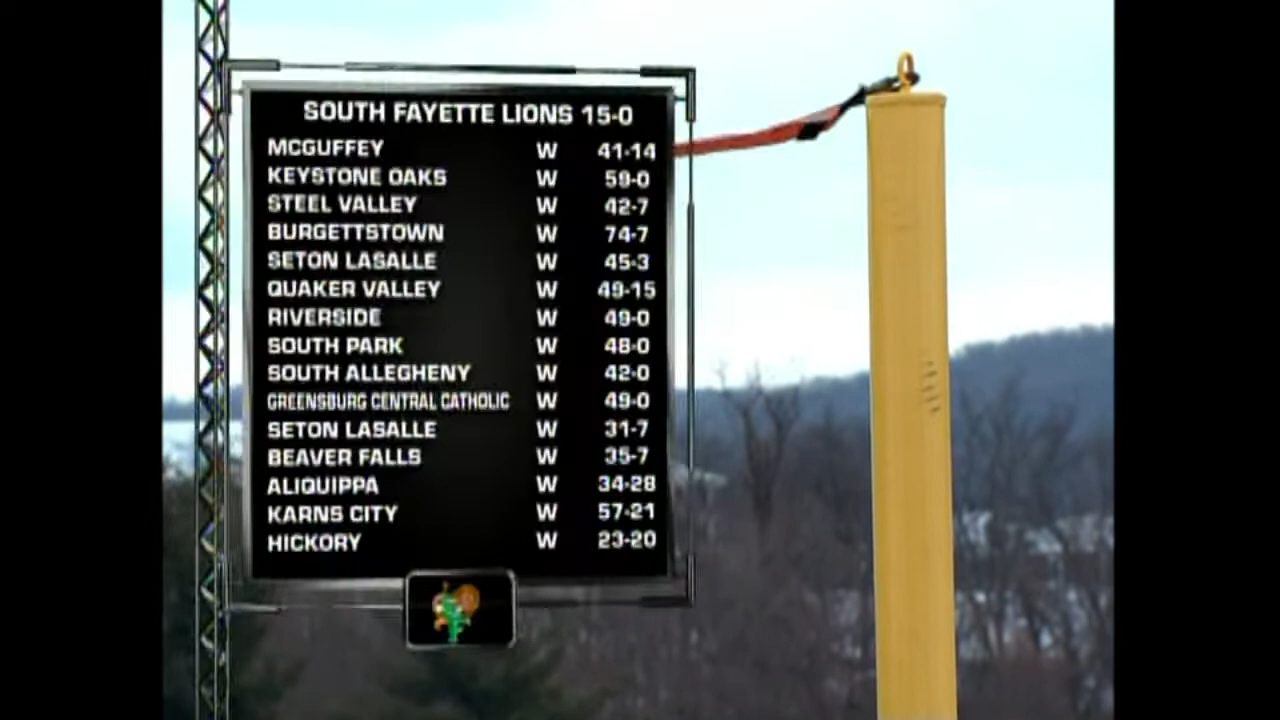 SOUTH FAYETTE LIONS 15-0
MCGUFFEY W 41-14
KEYSTONE OAKS W 59-0
STEEL VALLEY W 42-7
BURGETTSTOWN W 74-7
SETON LASALLE W 45-3
QUAKER VALLEY W 49-15
RIVERSIDE W 49-0
SOUTH PARK W 48-0
SOUTH ALLEGHENY W 42-0
GREENSBURG CENTRAL CATHOLIC W 49-0
SETON LASALLE W 31-7
BEAVER FALLS W 35-7
ALIQUIPPA W 34-28
KARNS CITY W 57-21
HICKORY W 23-20